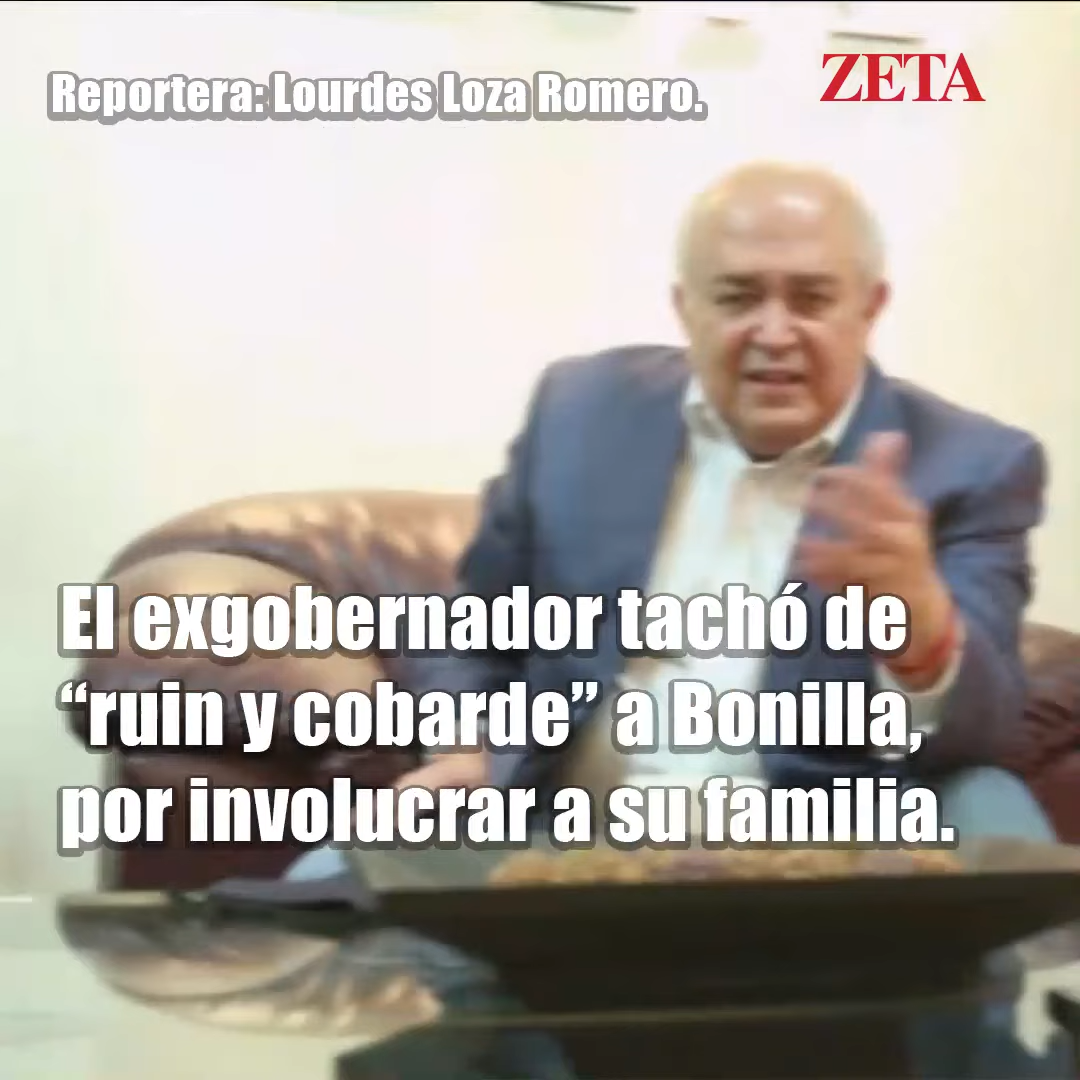 Reportera: Lourdes Loza Romero.
ZETA
El exgobernador tachó de
“ruin y cobarde” a Bonilla,
por involucrar a su familia.